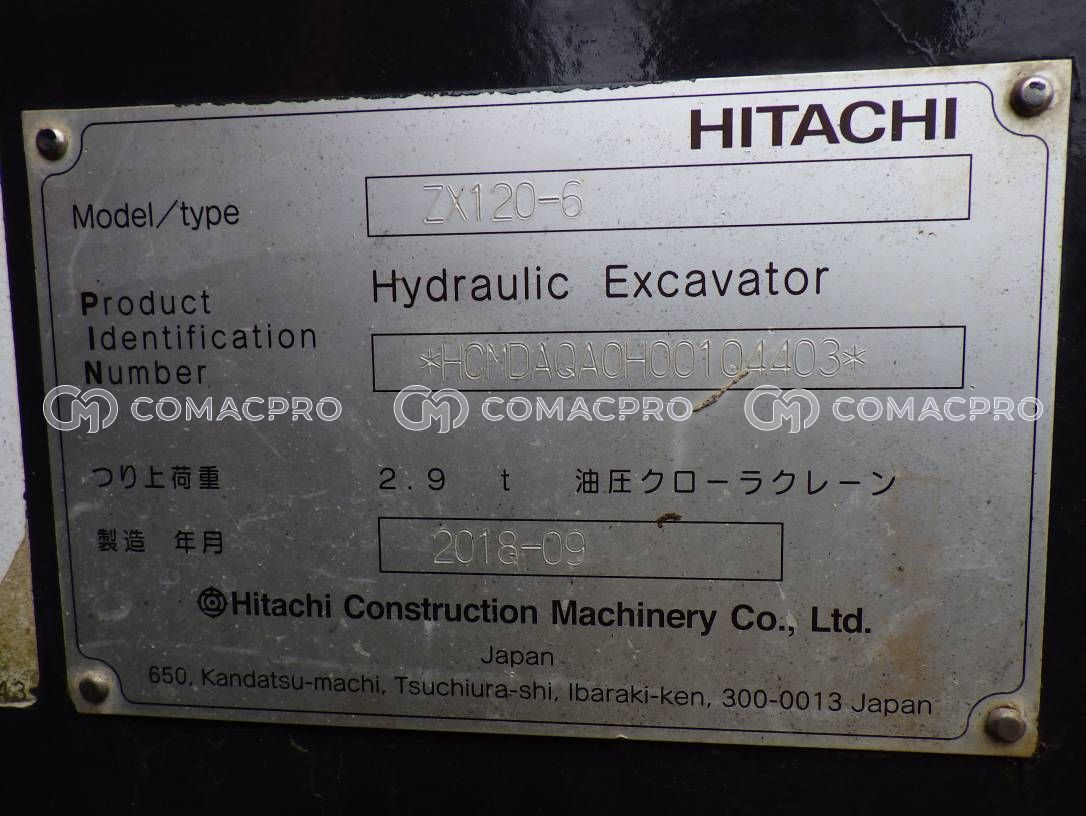 HITACHI
Model/type ZX120-6
Hydraulic Excavator
Product
Identification
Number *HCMDAQA0H00104403*
COMACPRO COMACPRO COMACPRO
つり上荷重 2.9 t 油圧クローラクレーン
製造 年月 2018-09
Hitachi Construction Machinery Co., Ltd.
Japan
650, Kandatsu-machi, Tsuchiura-shi, Ibaraki-ken, 300-0013 Japan